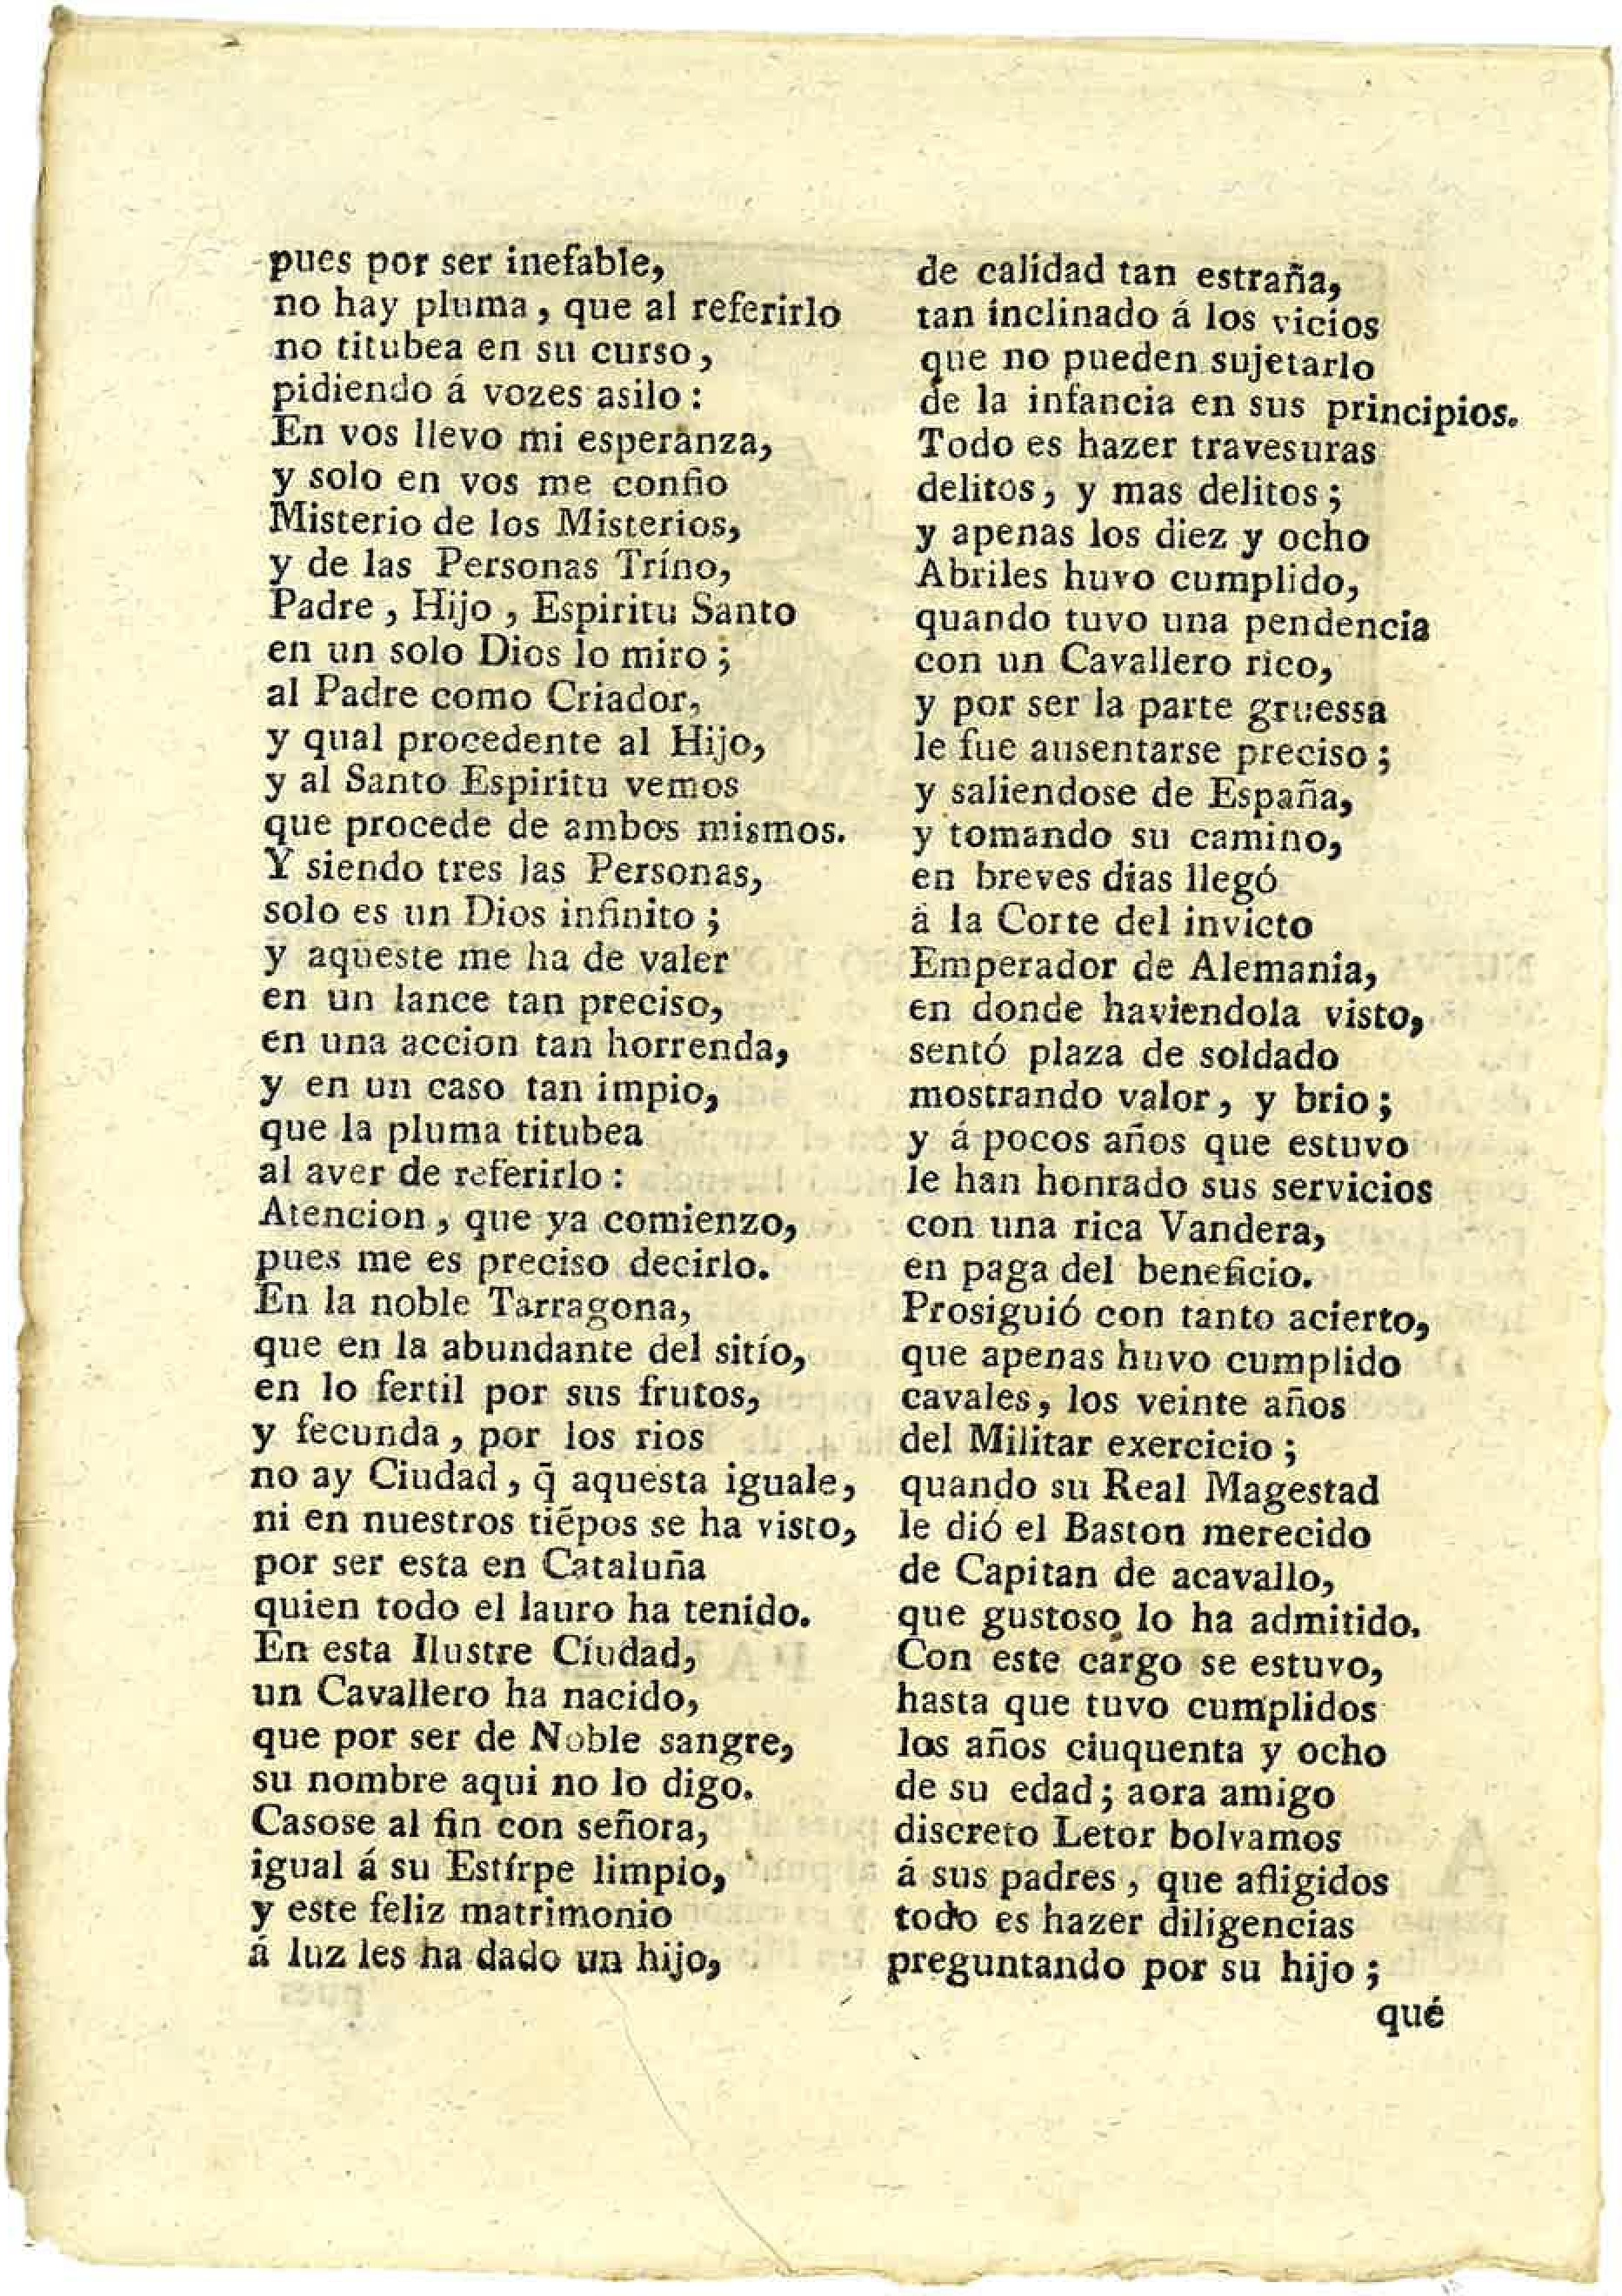 pues por ser inefable,
no hay pluma, que al referirlo
no titubea en su curso,
pidiendo á vozes asilo:
En vos llevo mi esperanza,
y solo en vos me confio
Misterio de los Misterios,
y de las Personas Tríno,
Padre, Hijo, Espiritu Santo
en un solo Dios lo miro;
al Padre como Criador,
y qual procedente al Hijo,
y al Santo Espiritu vemos
que procede de ambos mismos.
Y siendo tres las Personas,
solo es un Dios infinito;
y aqueste me ha de valer
en un lance tan preciso,
en una accion tan horrenda,
y en un caso tan impio,
que la pluma titubea
al aver de referirlo:
Atencion, que ya comienzo,
pues me es preciso decirlo.
En la noble Tarragona,
que en la abundante del sitío,
en lo fertil por sus frutos,
y fecunda, por los rios
no ay Ciudad, q̃ aquesta iguale,
ni en nuestros tiẽpos se ha visto,
por ser esta en Cataluña
quien todo el lauro ha tenido.
En esta Ilustre Cíudad,
un Cavallero ha nacido,
que por ser de Noble sangre,
su nombre aqui no lo digo.
Casose al fin con señora,
igual á su Estírpe limpio,
y este feliz matrimonio
á luz les ha dado un hijo,
de calídad tan estraña,
tan inclinado á los vicios
que no pueden sujetarlo
de la infancia en sus principios.
Todo es hazer travesuras
delitos, y mas delitos;
y apenas los diez y ocho
Abriles huvo cumplido,
quando tuvo una pendencia
con un Cavallero rico,
y por ser la parte gruessa
le fue ausentarse preciso;
y saliendose de España,
y tomando su camino,
en breves dias llegó
à la Corte del invicto
Emperador de Alemania,
en donde haviendola visto,
sentó plaza de soldado
mostrando valor, y brio;
y á pocos años que estuvo
le han honrado sus servicios
con una rica Vandera,
en paga del beneficio.
Prosiguió con tanto acierto,
que apenas huvo cumplido
cavales, los veinte años
del Militar exercicio;
quando su Real Magestad
le dió el Baston merecido
de Capitan de acavallo,
que gustoso lo ha admitido.
Con este cargo se estuvo,
hasta que tuvo cumplidos
los años ciuquenta y ocho
de su edad; aora amigo
discreto Letor bolvamos
á sus padres, que afligidos
todo es hazer diligencias
preguntando por su hijo;
qué